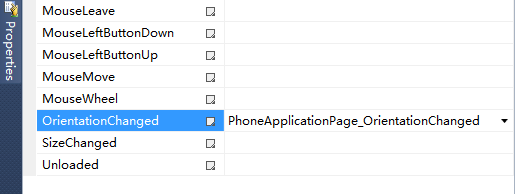 Properties
MouseLeave
MouseLeftButtonDown
MouseLeftButtonUp
MouseMove
MouseWheel
OrientationChanged PhoneApplicationPage_OrientationChanged
SizeChanged
Unloaded